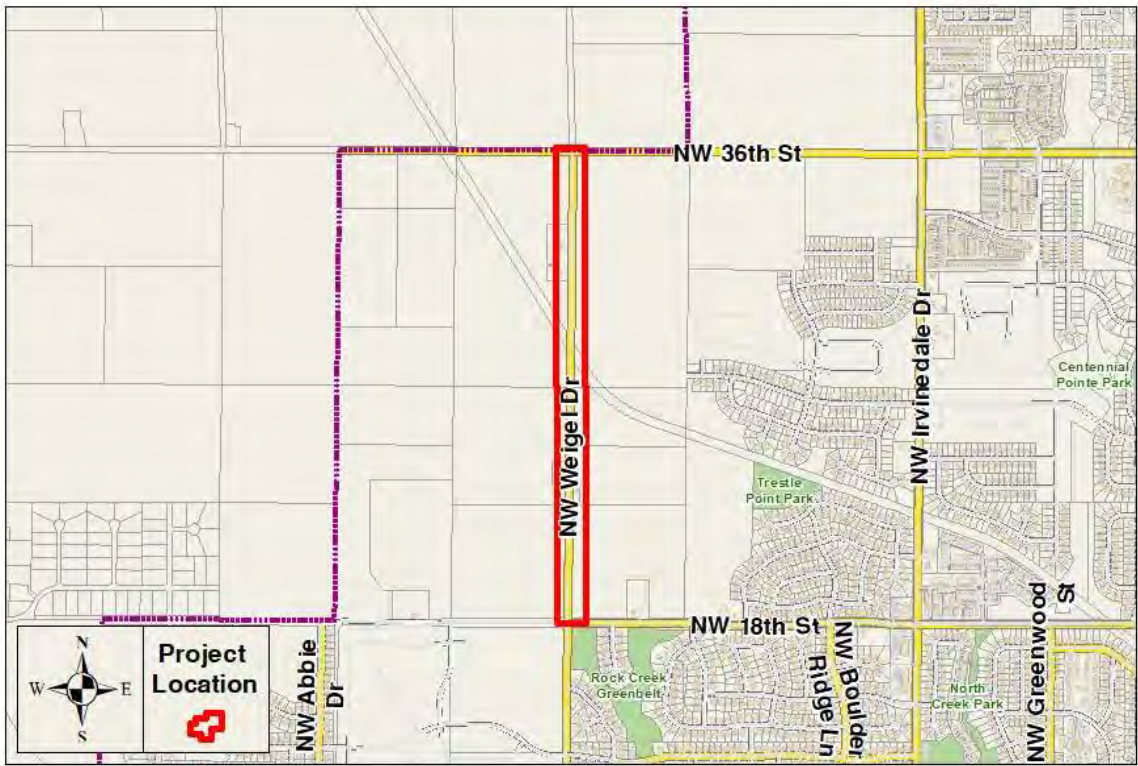 NW 36th St
NW Irvinedale Dr
Centennial
Pointe Park
NW Weigel Dr
Trestle
Point Park
NW 18th St
NW Greenwood
St
N
W
E
S
Project
Location
NW Abbie
Dr
Rock Creek
Greenbelt
NW Boulder
Ridge Ln
North
Creek Park